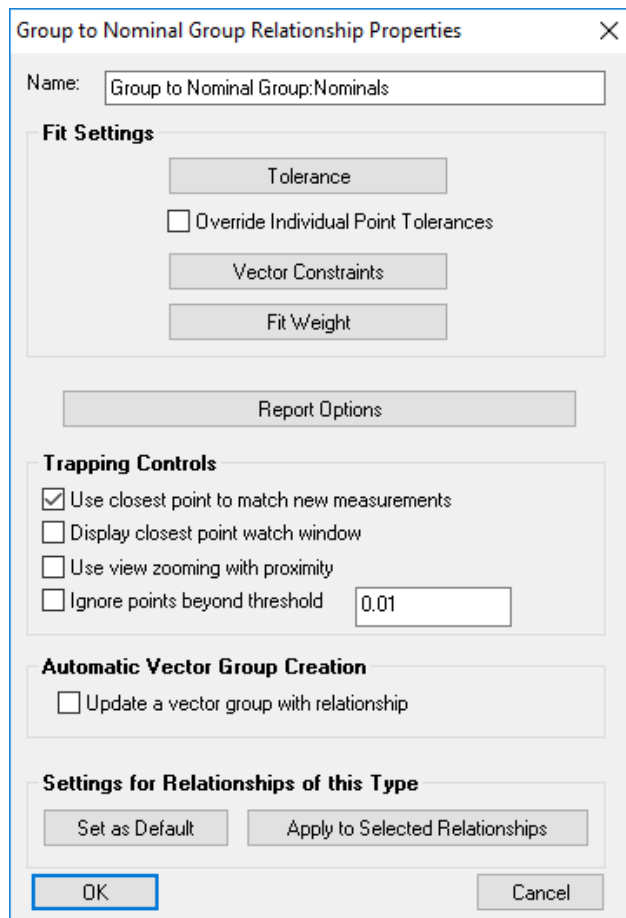 Group to Nominal Group Relationship Properties
Name: Group to Nominal Group:Nominals
Fit Settings
Tolerance
Override Individual Point Tolerances
Vector Constraints
Fit Weight
Report Options
Trapping Controls
Use closest point to match new measurements
Display closest point watch window
Use view zooming with proximity
Ignore points beyond threshold 0.01
Automatic Vector Group Creation
Update a vector group with relationship
Settings for Relationships of this Type
Set as Default Apply to Selected Relationships
OK Cancel